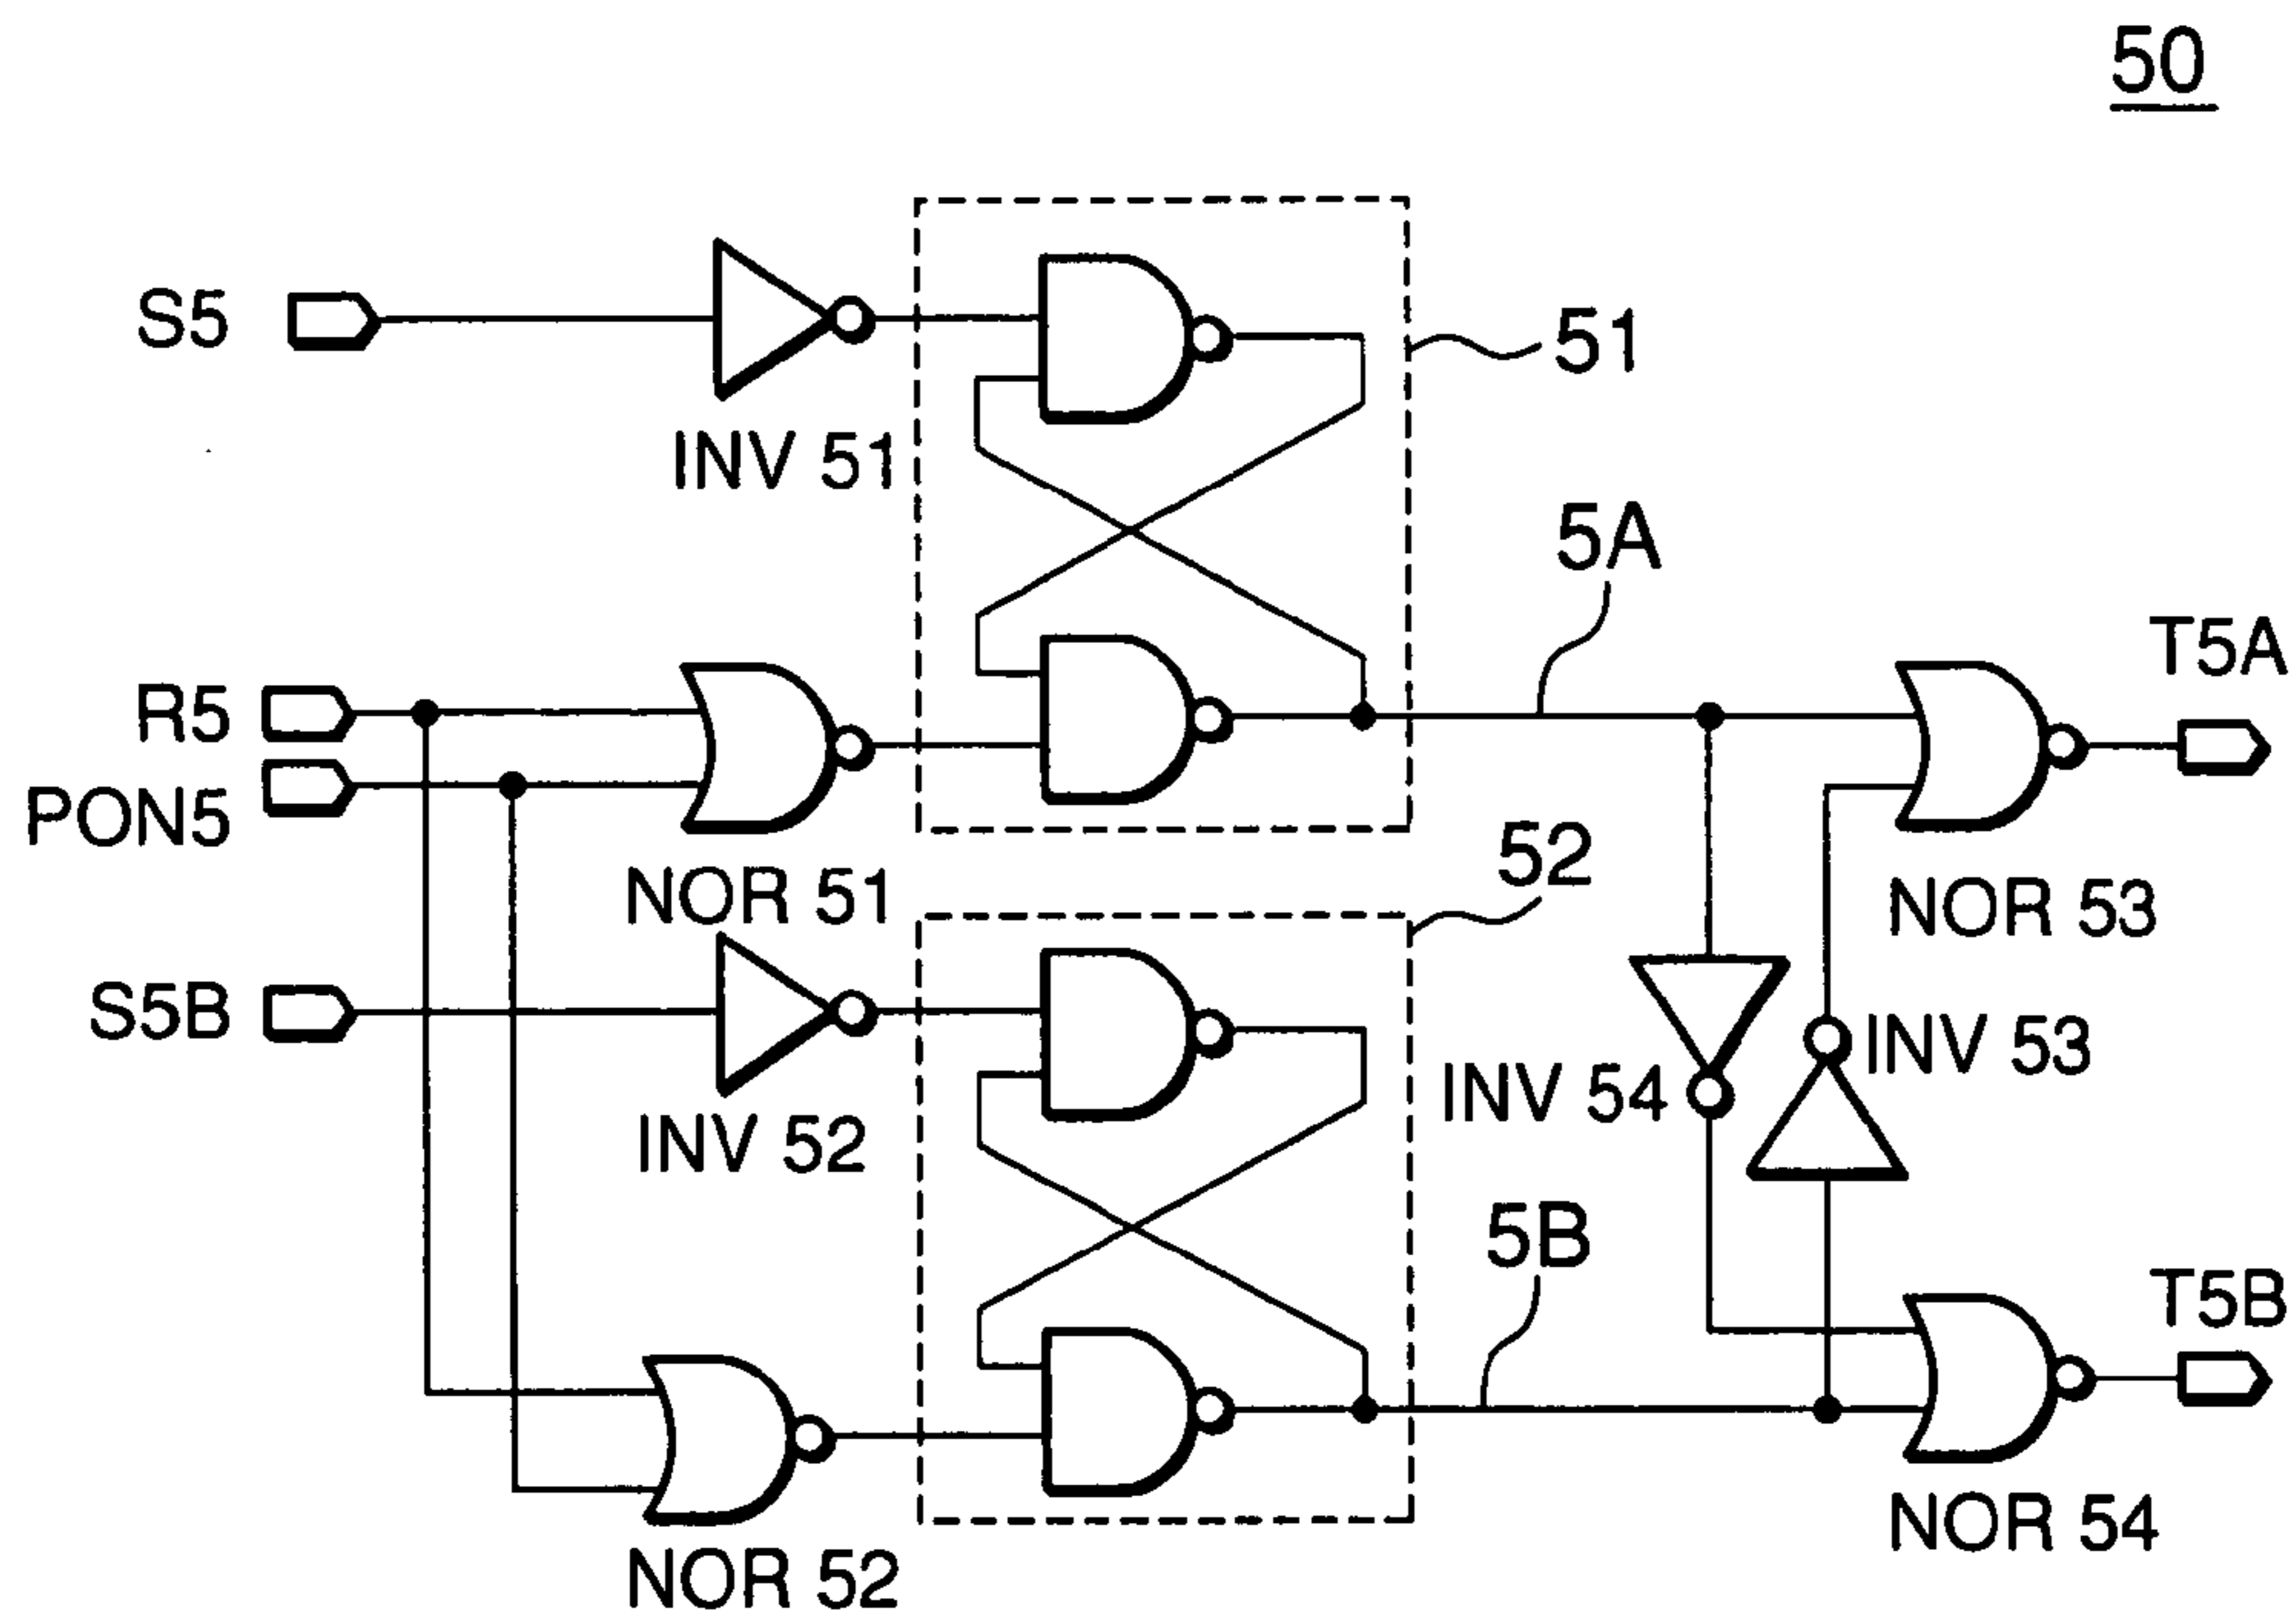 50
S5
INV 51
51
5A
T5A
R5
PON5
NOR 51
52
NOR 53
S5B
INV 52
INV 54
INV 53
5B
T5B
NOR 52
NOR 54